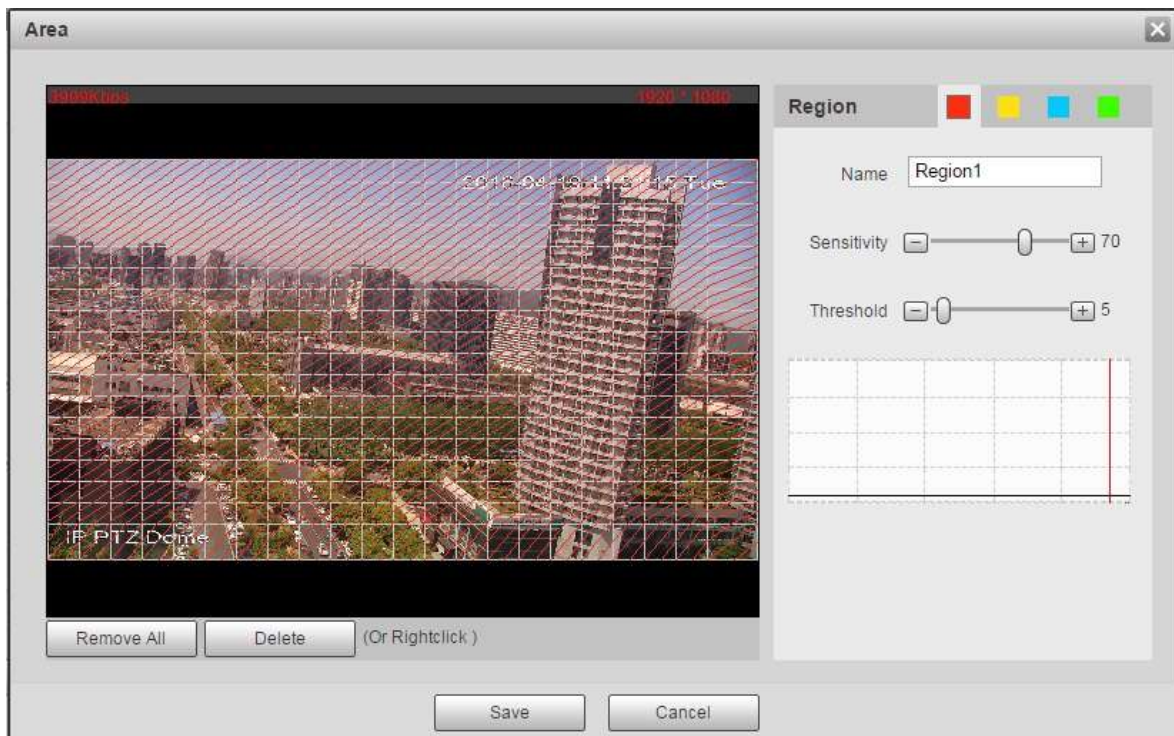 Area
3999Kbps 1920 * 1080
Region
Name Region1
Sensitivity 70
Threshold 5
IP PTZ Dome
Remove All Delete (Or Rightclick )
Save Cancel